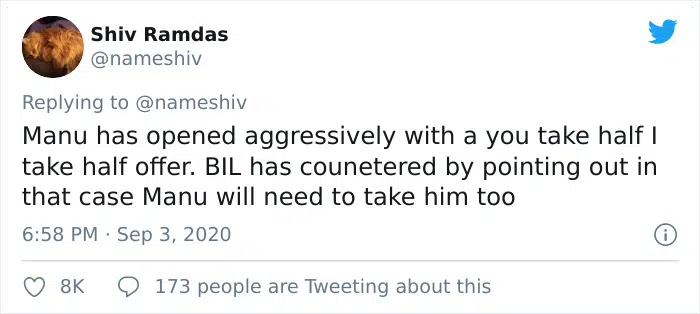 Shiv Ramdas
@nameshiv
Replying to @nameshiv
Manu has opened aggressively with a you take half I
take half offer. BIL has counetered by pointing out in
that case Manu will need to take him too
6:58 PM · Sep 3, 2020
8K 173 people are Tweeting about this